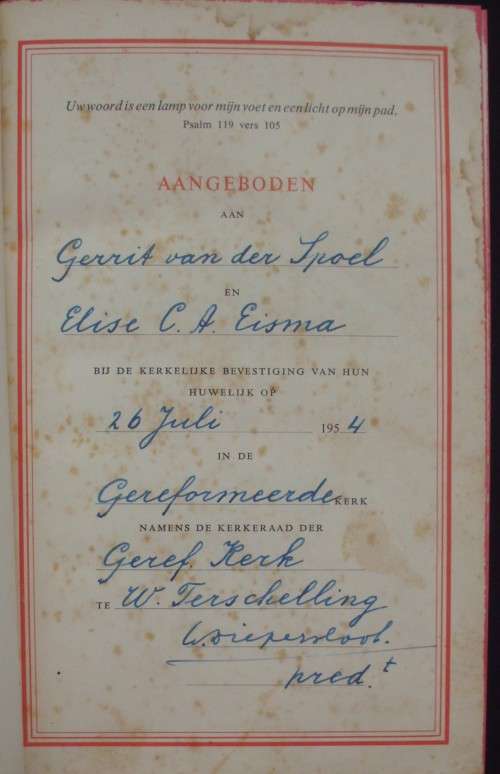 Uw woord is een lamp voor mijn voet en een licht op mijn pad.
Psalm 119 vers 105
AANGEBODEN
AAN
Gerrit van der Spoel
EN
Elise C. A. Eisma
BIJ DE KERKELIJKE BEVESTIGING VAN HUN
HUWELIJK OP
26 Juli 1954
IN DE
Gereformeerde KERK
NAMENS DE KERKERAAD DER
Geref. Kerk
TE W. Terschelling
pred.t